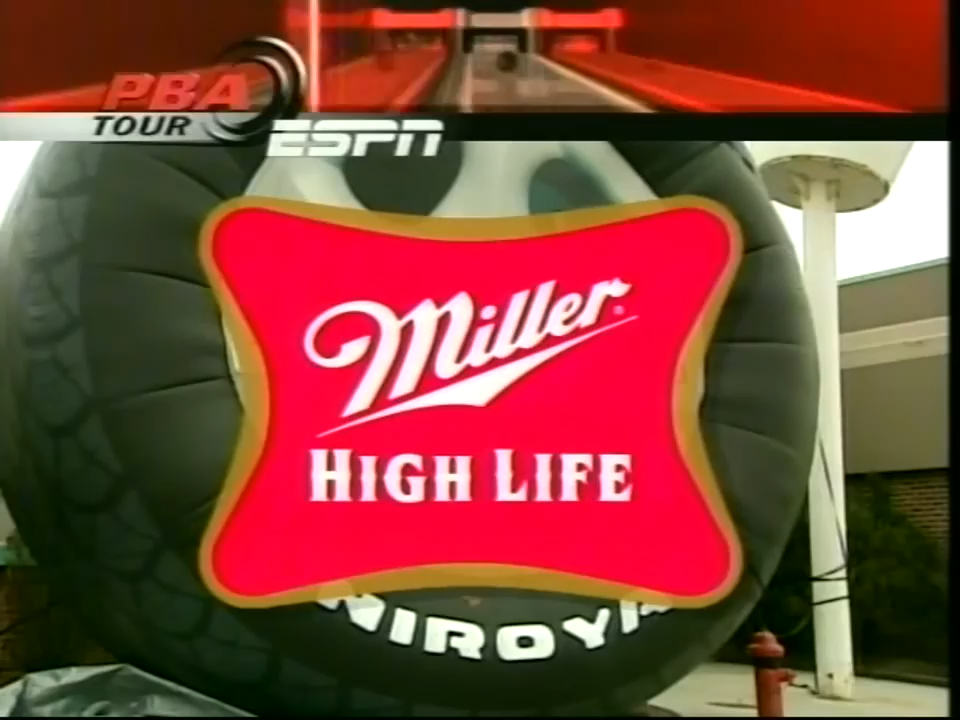 PBA
TOUR
ESPN
Miller®
HIGH LIFE
NIROYA